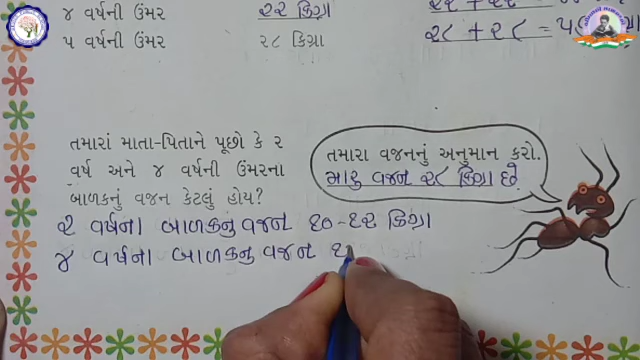 ૪ વર્ષની ઉંમર ૨૨ કિગ્રા
૫ વર્ષની ઉંમર ૨૮ કિગ્રા
૨૮ + ૨૮ =
તમારાં માતા-પિતાને પૂછો કે ૨
વર્ષ અને ૪ વર્ષની ઉંમરના
બાળકનું વજન કેટલું હોય?
તમારા વજનનું અનુમાન કરો.
મારુ વજન ૨૮ કિગ્રા છે
૨ વર્ષના બાળકનુ વજન ૧૦-૧૨ કિગ્રા
૪ વર્ષના બાળકનુ વજન ૧